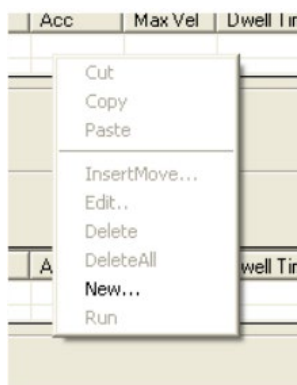 Acc Max Vel Dwell Tim
Cut
Copy
Paste
InsertMove...
Edit..
Delete
DeleteAll
A well Tim
New...
Run